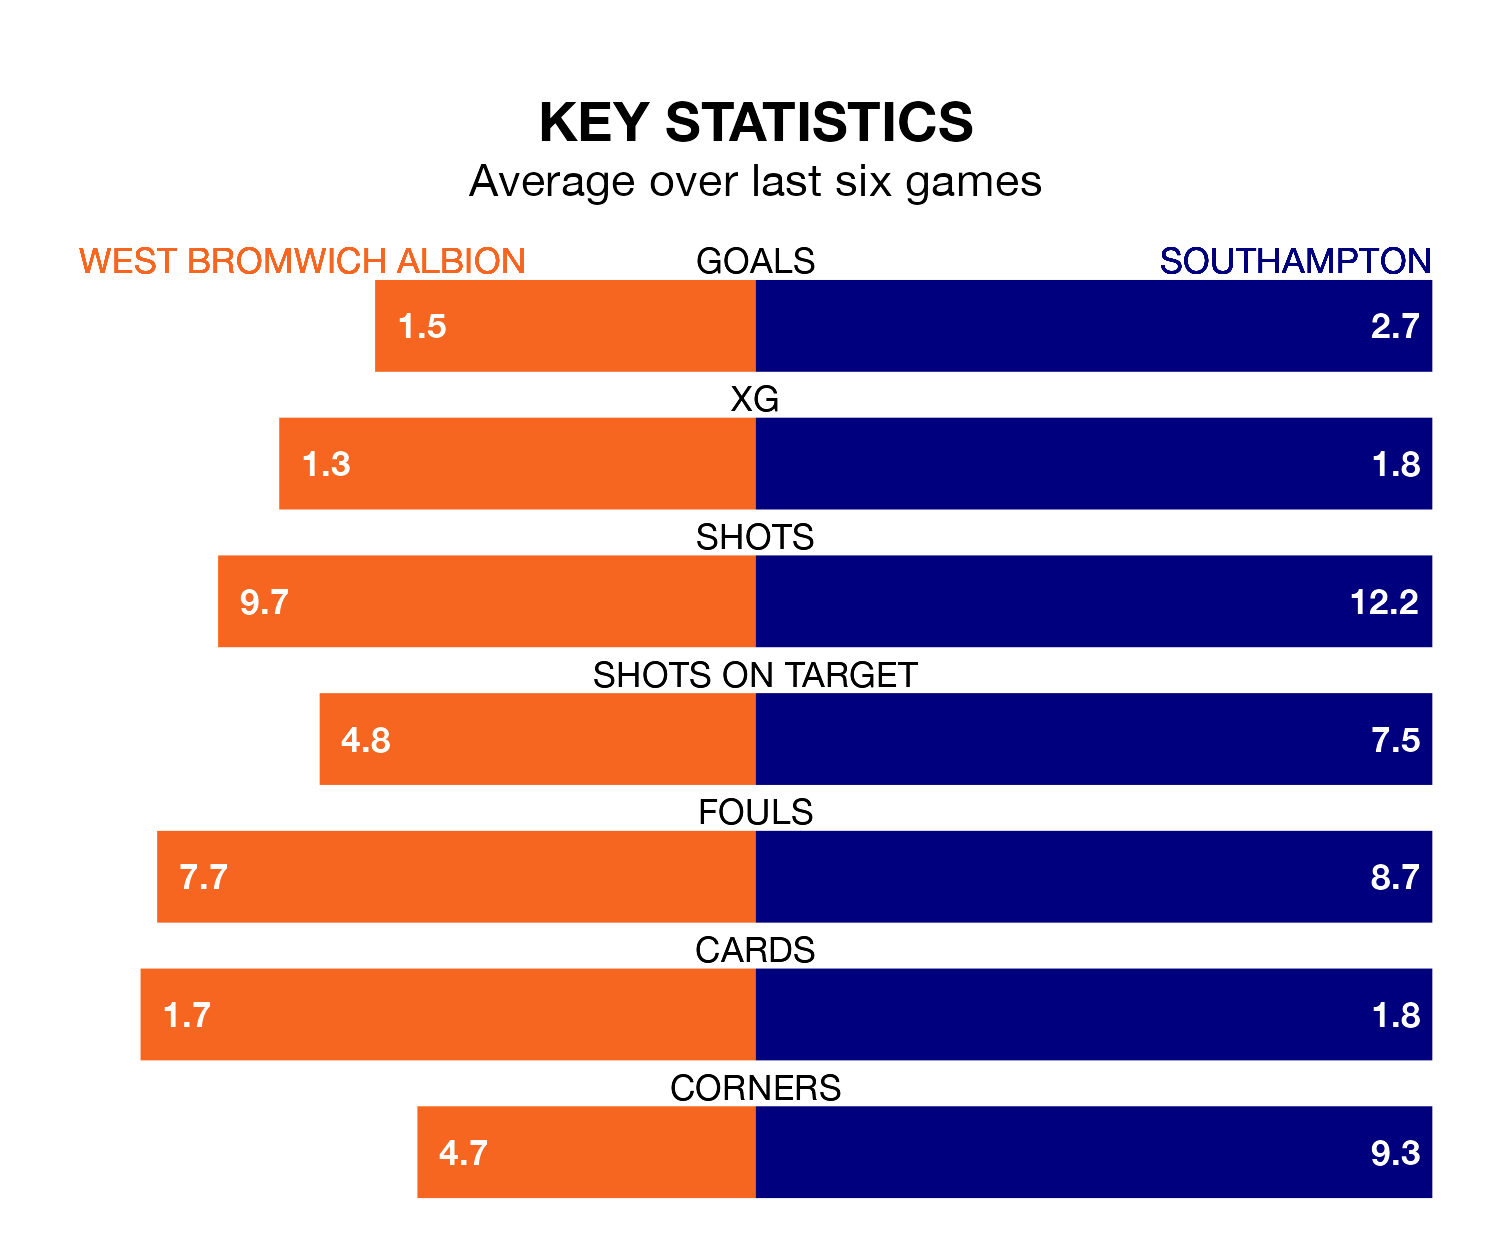 KEY STATISTICS
Average over last six games
WEST BROMWICH ALBION GOALS SOUTHAMPTON
1.5 2.7
XG
1.3 1.8
SHOTS
9.7 12.2
SHOTS ON TARGET
4.8 7.5
FOULS
7.7 8.7
CARDS
1.7 1.8
CORNERS
4.7 9.3